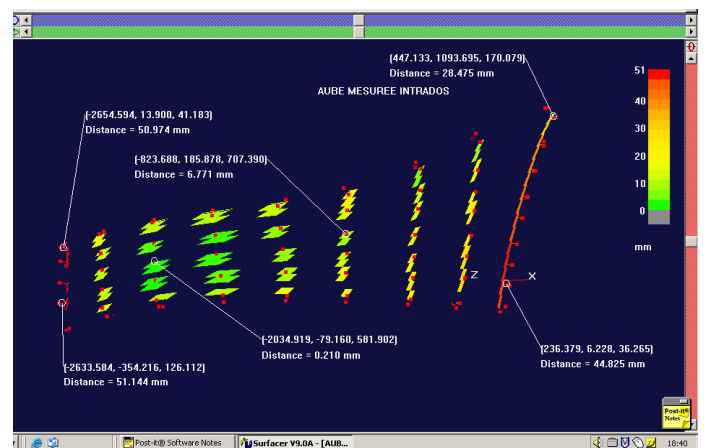 (447.133, 1093.695, 170.079)
Distance = 28.475 mm
AUBE MESUREE INTRADOS
51
40
30
20
10
0
mm
(-2654.594, 13.900, 41.183)
Distance = 50.974 mm
(-823.688, 185.878, 707.390)
Distance = 6.771 mm
Z
X
(-2034.919, -79.160, 581.902)
Distance = 0.210 mm
(236.379, 6.228, 36.265)
Distance = 44.825 mm
(-2633.584, -354.216, 126.112)
Distance = 51.144 mm
Post-it®
Notes
Post-it® Software Notes
Surfacer V9.0A - [AUB...
18:40